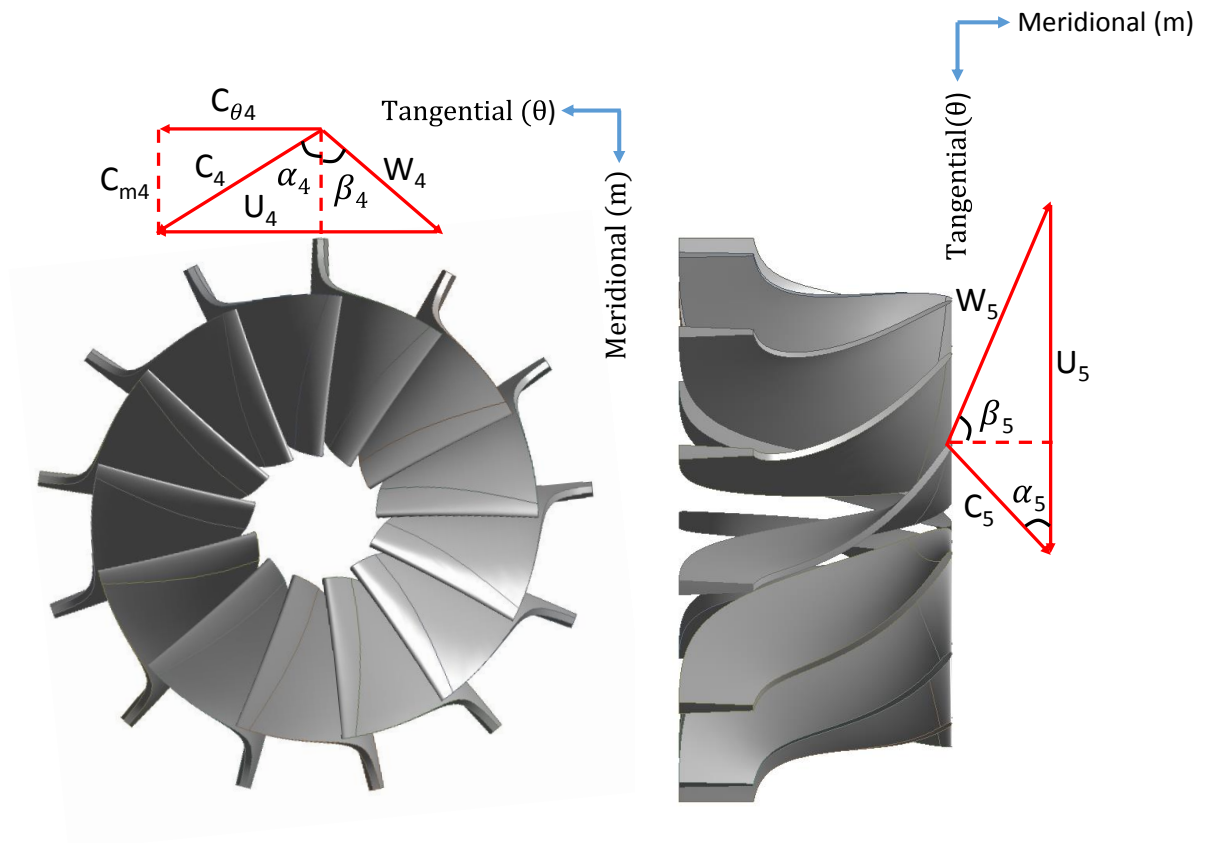 C𝜃4
Tangential (θ)
C4
Cm4
α4
β4
W4
U4
Meridional (m)
Meridional (m)
Tangential(θ)
W5
U5
β5
α5
C5